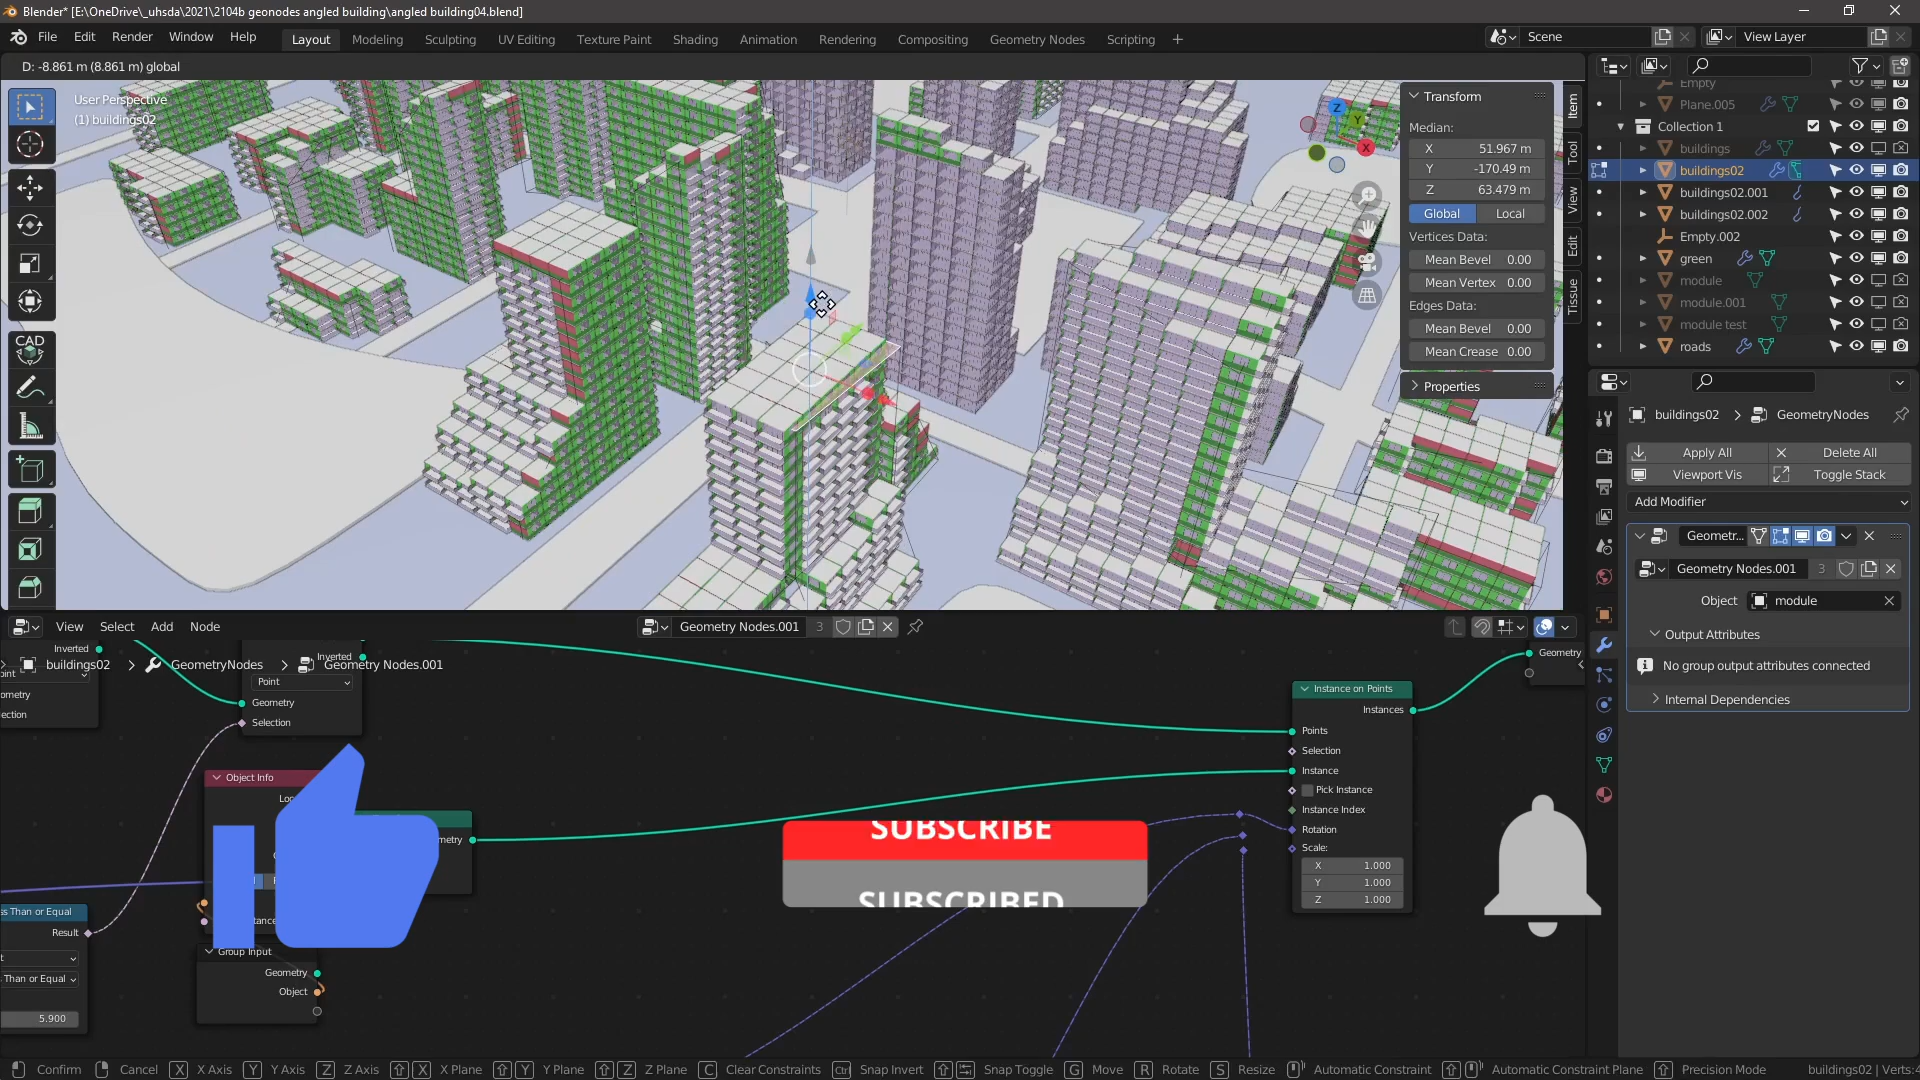 Blender* [E:\OneDrive\_uhsda\2021\2104b geonodes angled building\angled building04.blend]
File Edit Render Window Help
Layout Modeling Sculpting UV Editing Texture Paint Shading Animation Rendering Compositing Geometry Nodes Scripting +
Scene
View Layer
D: -8.861 m (8.861 m) global
User Perspective
(1) buildings02
CAD
Transform
Median:
X 51.967 m
Y -170.49 m
Z 63.479 m
Global Local
Vertices Data:
Mean Bevel 0.00
Mean Vertex 0.00
Edges Data:
Mean Bevel 0.00
Mean Crease 0.00
Properties
Item
Tool
View
Edit
Tissue
Z
Y
X
Empty
Plane.005
Collection 1
buildings
buildings02
buildings02.001
buildings02.002
Empty.002
green
module
module.001
module test
roads
buildings02 > GeometryNodes
Apply All
Delete All
Viewport Vis
Toggle Stack
Add Modifier
Geometr...
Geometry Nodes.001 3
Object module
Output Attributes
No group output attributes connected
Internal Dependencies
View Select Add Node
Geometry Nodes.001 3
buildings02 > GeometryNodes > Geometry Nodes.001
Inverted
Inverted
Point
Geometry
Selection
Object Info
Result
Than or Equal
5.900
Group Input
Geometry
Object
Instance on Points
Instances
Points
Selection
Instance
Pick Instance
Instance Index
Rotation
Scale:
X 1.000
Y 1.000
Z 1.000
Geometry
SUBSCRIBE
SUBSCRIBED
Confirm Cancel X X Axis Y Y Axis Z Z Axis X X Plane Y Y Plane Z Z Plane C Clear Constraints Ctrl Snap Invert Snap Toggle G Move R Rotate S Resize Automatic Constraint Automatic Constraint Plane Precision Mode
buildings02 | Verts:4